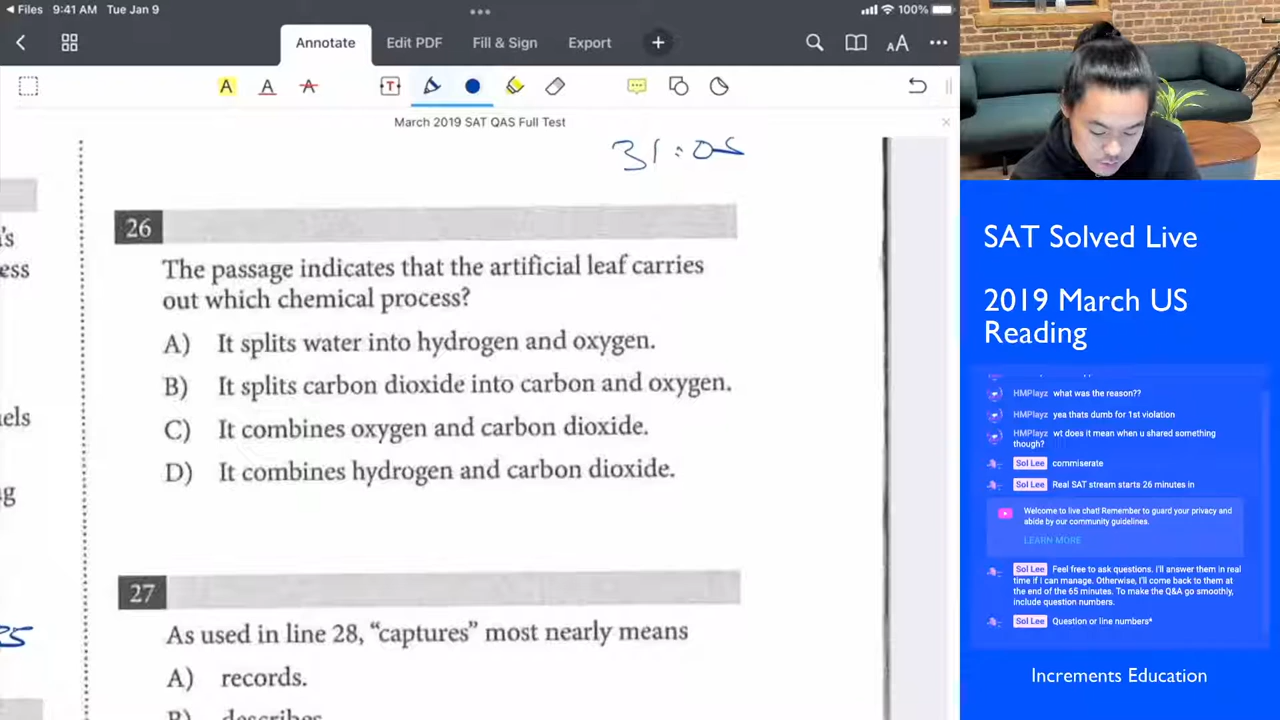 Files 9:41 AM Tue Jan 9
100%
Annotate
Edit PDF
Fill & Sign
Export
AA
A A A T
March 2019 SAT QAS Full Test
31:05
's
ess
26
The passage indicates that the artificial leaf carries
out which chemical process?
A) It splits water into hydrogen and oxygen.
B) It splits carbon dioxide into carbon and oxygen.
C) It combines oxygen and carbon dioxide.
D) It combines hydrogen and carbon dioxide.
uels
g
27
As used in line 28, “captures” most nearly means
A) records.
B) describes
SAT Solved Live
2019 March US
Reading
HMPlayz what was the reason??
HMPlayz yea thats dumb for 1st violation
HMPlayz wt does it mean when u shared something
though?
Sol Lee commiserate
Sol Lee Real SAT stream starts 26 minutes in
Welcome to live chat! Remember to guard your privacy and
abide by our community guidelines.
LEARN MORE
Sol Lee Feel free to ask questions. I'll answer them in real
time if I can manage. Otherwise, I'll come back to them at
the end of the 65 minutes. To make the Q&A go smoothly,
include question numbers.
Sol Lee Question or line numbers*
Increments Education